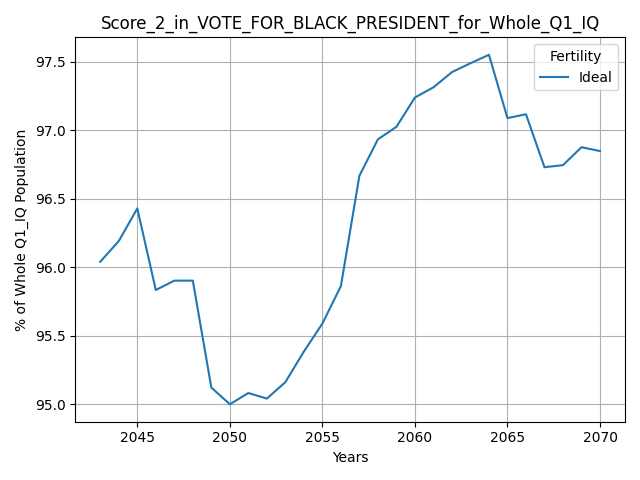 Score_2_in_VOTE_FOR_BLACK_PRESIDENT_for_Whole_Q1_IQ
Fertility
Ideal
% of Whole Q1_IQ Population
97.5
97.0
96.5
96.0
95.5
95.0
2045 2050 2055 2060 2065 2070
Years